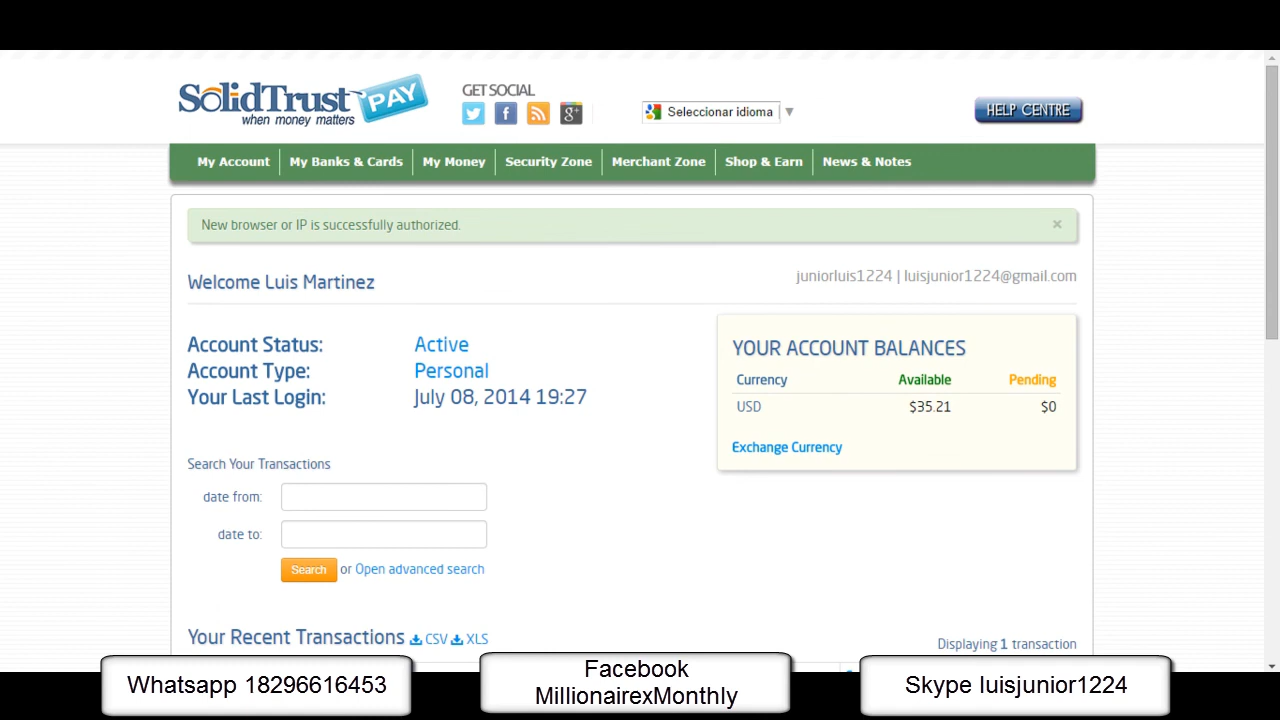 SolidTrust PAY
when money matters
GET SOCIAL
Seleccionar idioma
HELP CENTRE
My Account
My Banks & Cards
My Money
Security Zone
Merchant Zone
Shop & Earn
News & Notes
New browser or IP is successfully authorized.
×
Welcome Luis Martinez
juniorluis1224 | luisjunior1224@gmail.com
Account Status: Active
Account Type: Personal
Your Last Login: July 08, 2014 19:27
YOUR ACCOUNT BALANCES
Currency Available Pending
USD $35.21 $0
Exchange Currency
Search Your Transactions
date from:
date to:
Search or Open advanced search
Your Recent Transactions CSV XLS
Displaying 1 transaction
Whatsapp 18296616453
Facebook
MillionairexMonthly
Skype luisjunior1224